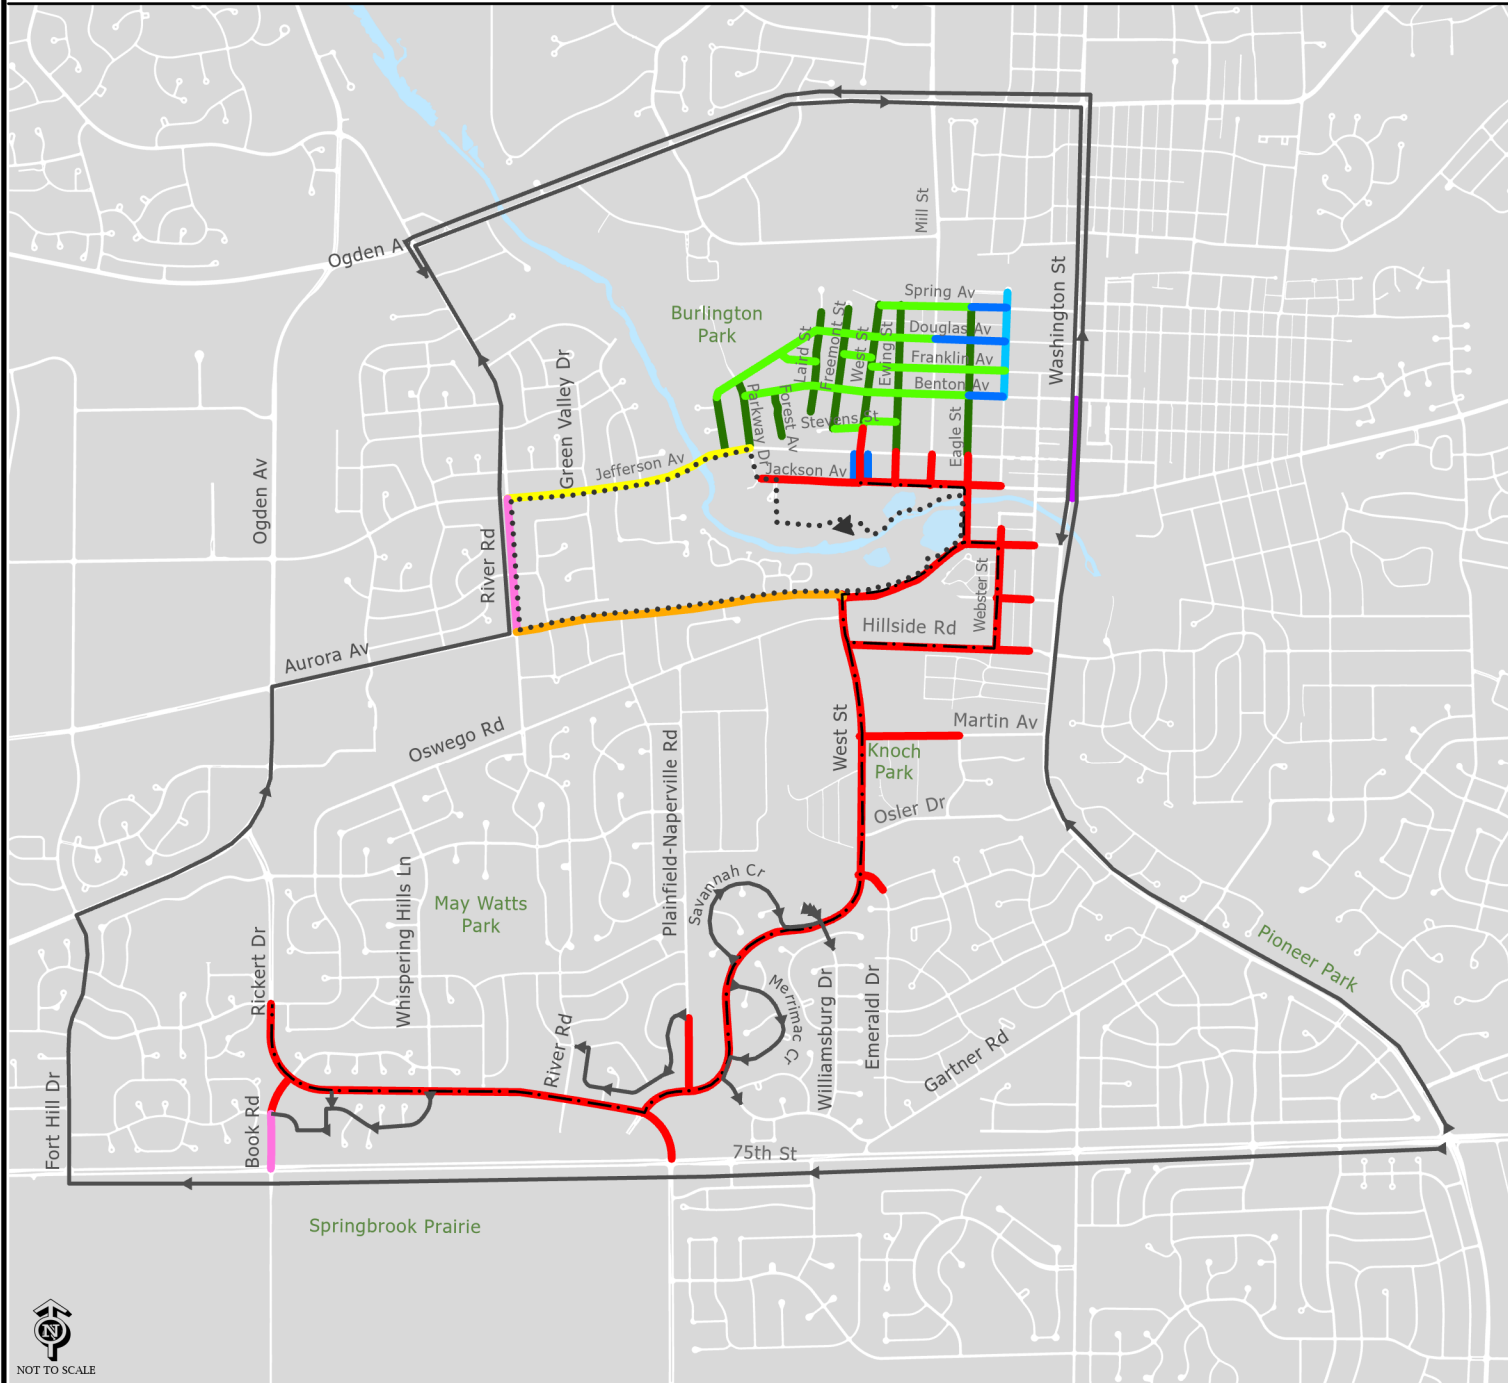 Mill St
Ogden A
Washington St
Spring Av
Burlington
Park
Douglas Av
Laird St
Freemont St
West St
Ewing St
Franklin Av
Benton Av
Green Valley Dr
Parkway Dr
Forest Av
Stevens St
Eagle St
Jefferson Av
Jackson Av
Ogden Av
River Rd
Webster St
Hillside Rd
Aurora Av
Oswego Rd
Martin Av
West St
Knoch
Park
Plainfield-Naperville Rd
Osler Dr
Savannah Cr
Whispering Hills Ln
May Watts
Park
Rickert Dr
Pioneer Park
Merrimac Cr
Williamsburg Dr
Emeraldl Dr
River Rd
Gartner Rd
Fort Hill Dr
Book Rd
75th St
Springbrook Prairie
N
NOT TO SCALE